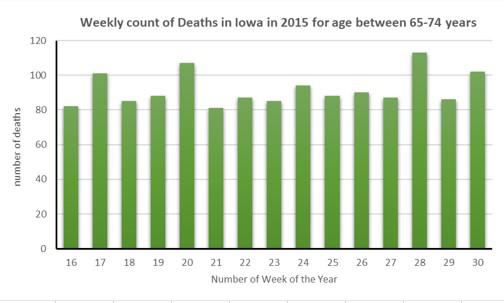 Weekly count of Deaths in Iowa in 2015 for age between 65-74 years
120
100
80
60
40
20
0
number of deaths
16 17 18 19 20 21 22 23 24 25 26 27 28 29 30
Number of Week of the Year